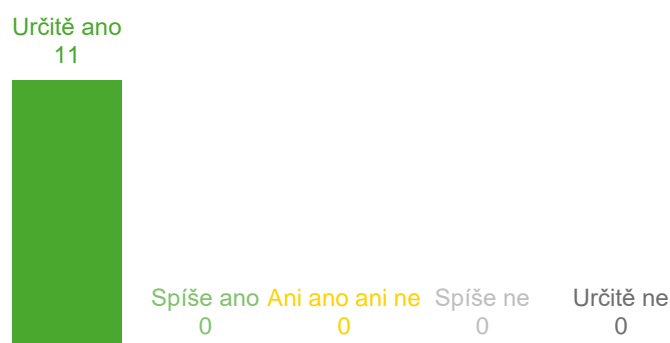 Určitě ano
11
Spíše ano Ani ano ani ne Spíše ne Určitě ne
0 0 0 0